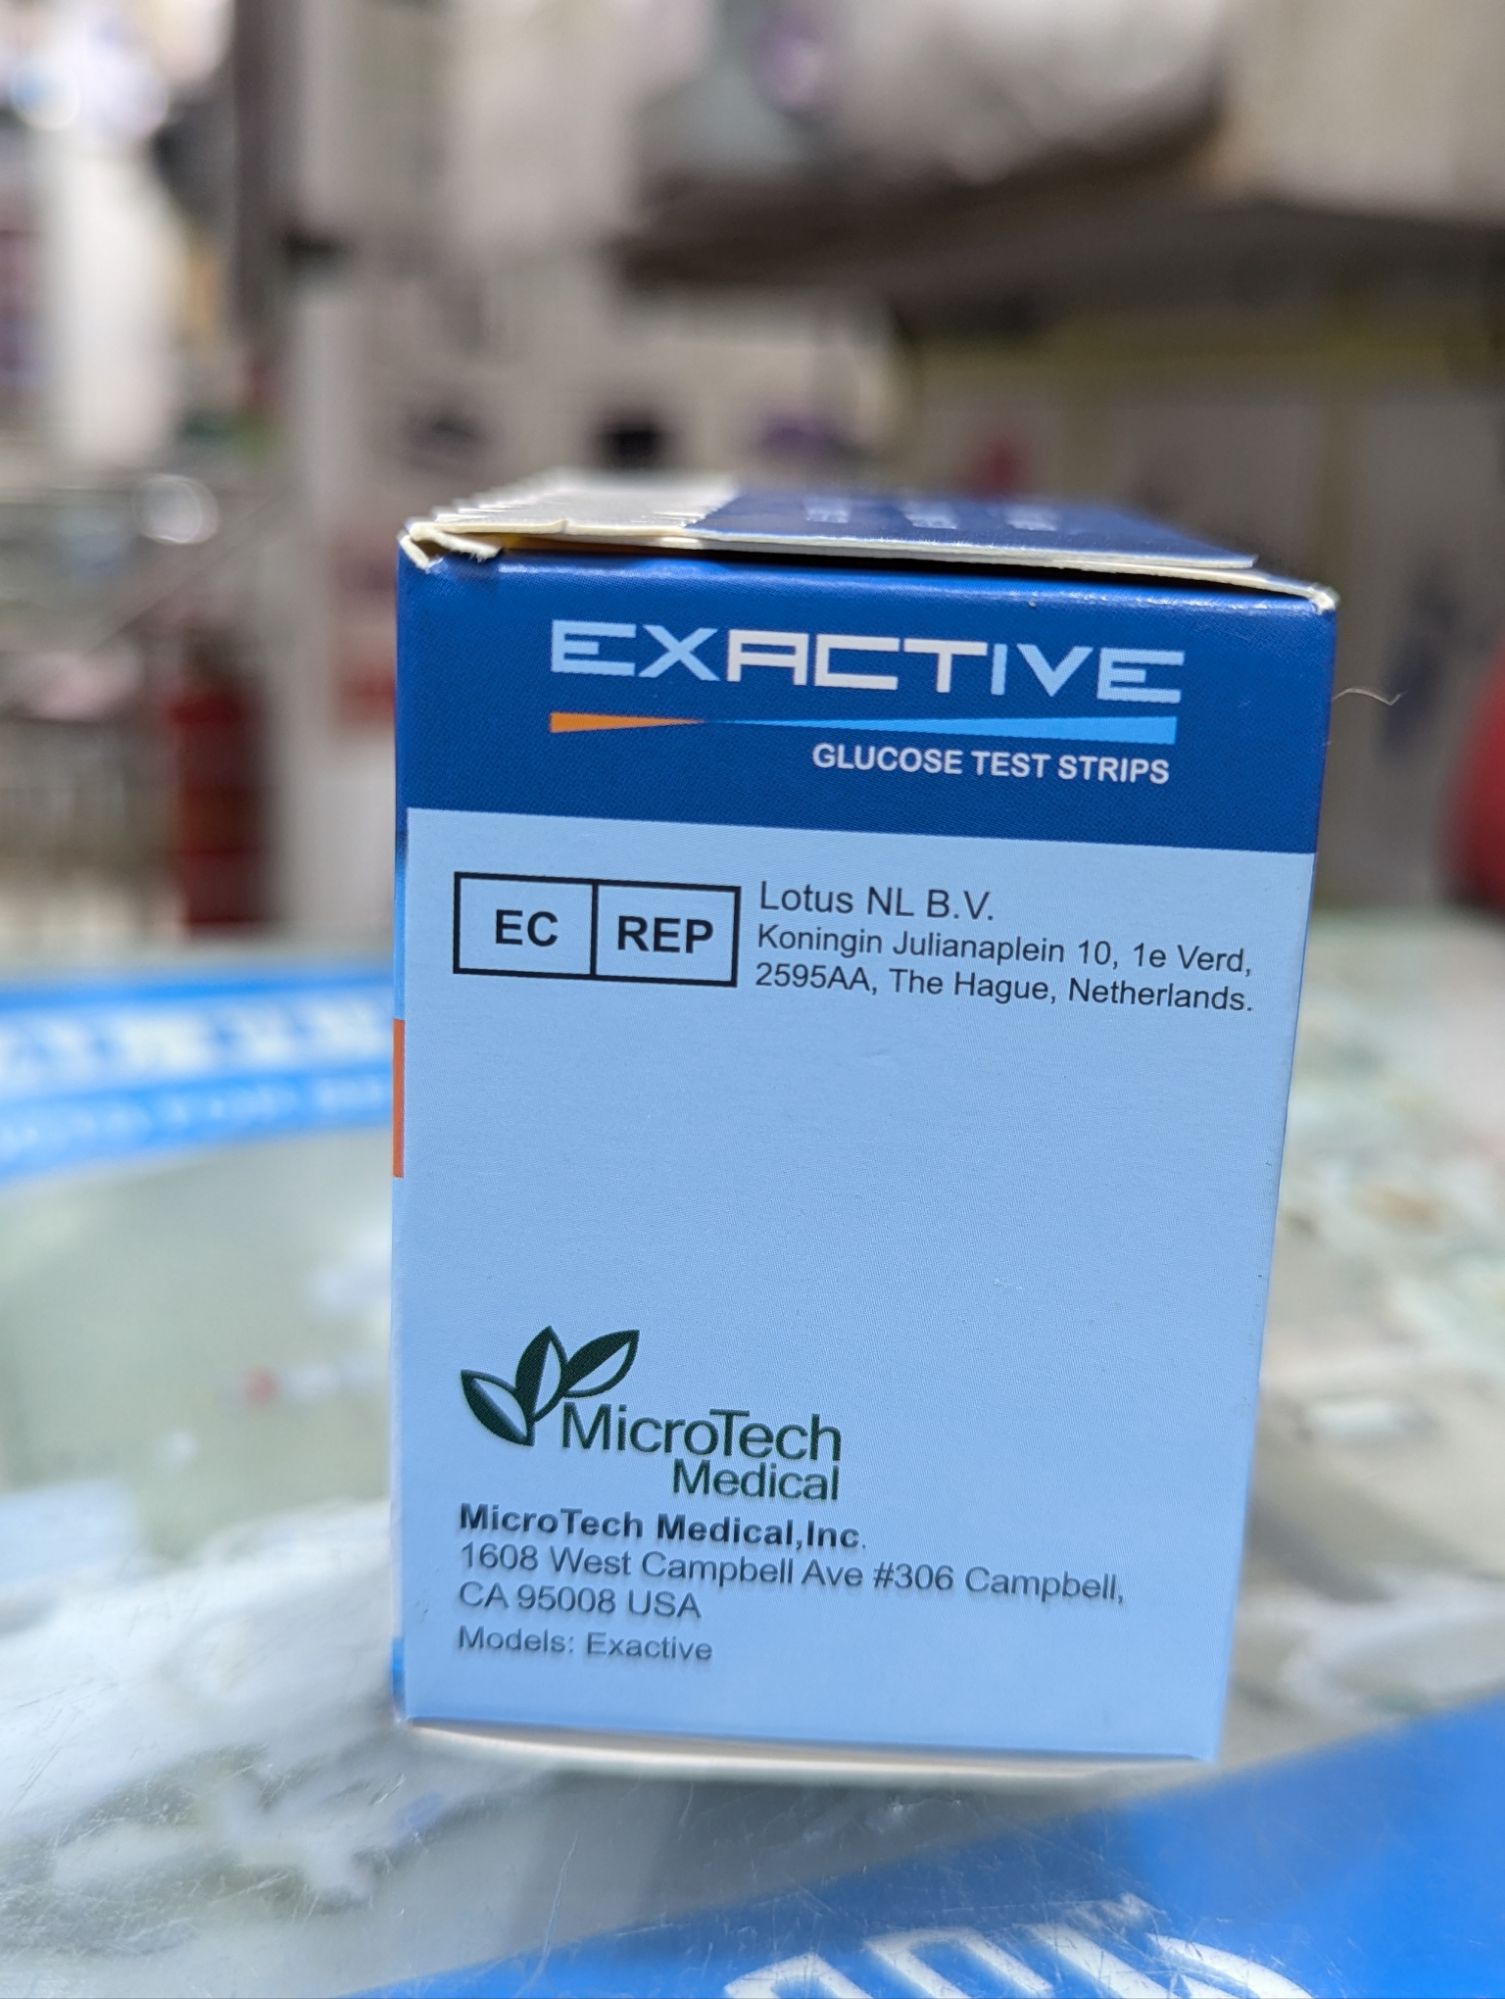 EXACTIVE
GLUCOSE TEST STRIPS
EC REP
Lotus NL B.V.
Koningin Julianaplein 10, 1e Verd,
2595AA, The Hague, Netherlands.
MicroTech
Medical
MicroTech Medical,Inc.
1608 West Campbell Ave #306 Campbell,
CA 95008 USA
Models: Exactive